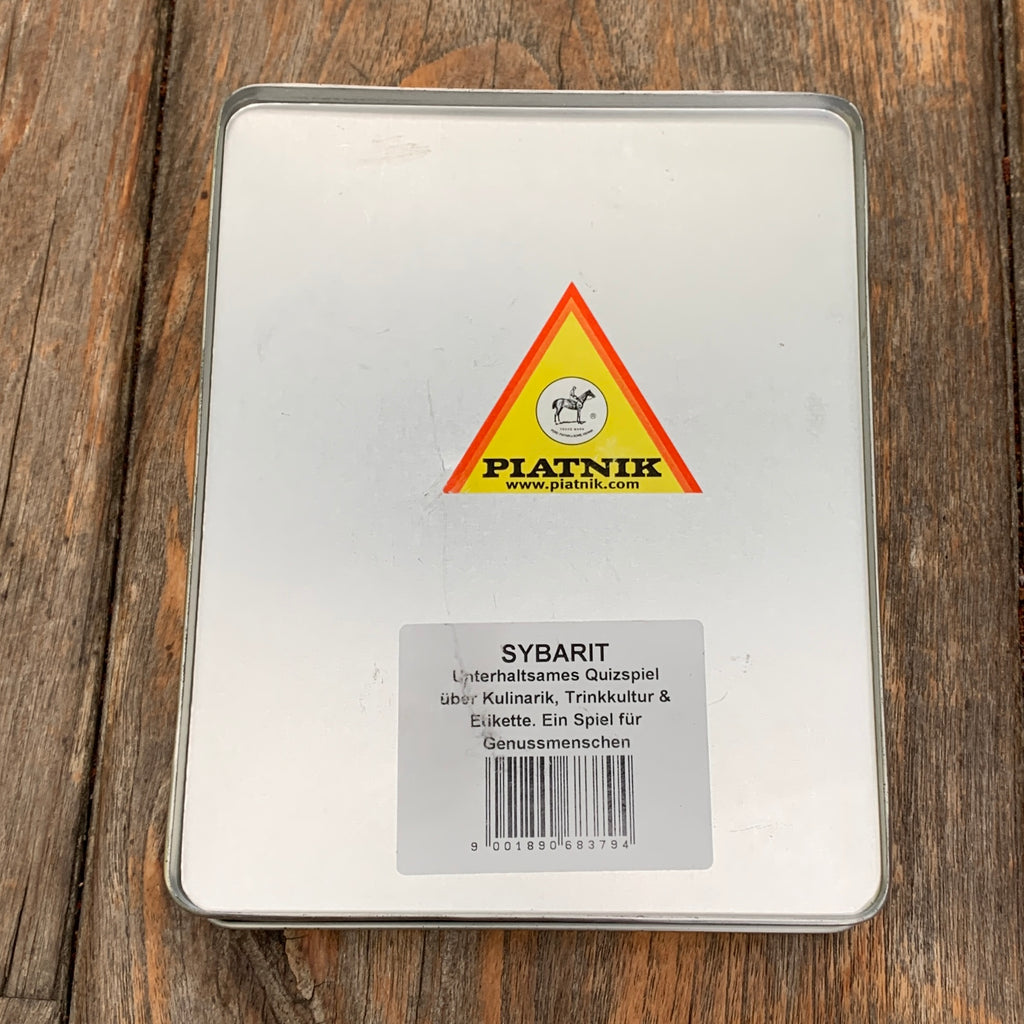 PIATNIK
www.piatnik.com
SYBARIT
Unterhaltsames Quizspiel
über Kulinarik, Trinkkultur &
Etikette. Ein Spiel für
Genussmenschen
9 001890 683794